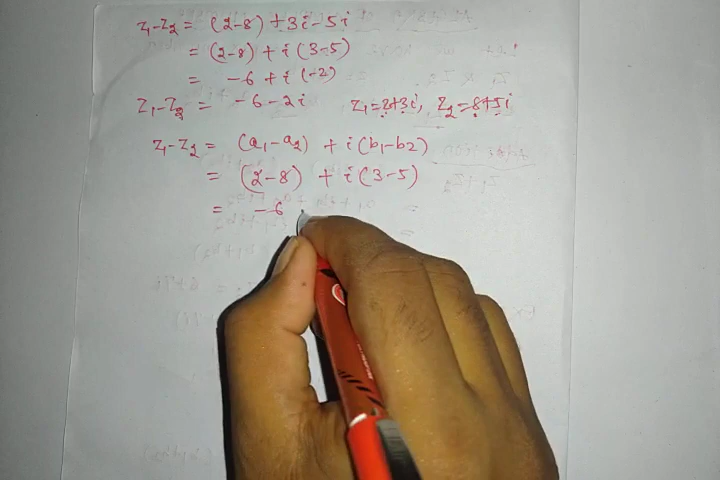 Z₁-Z₂ = (2-8) + 3i - 5i
= (2-8) + i (3-5)
= -6 + i (-2)
Z₁-Z₂ = -6 - 2i Z₁=2+3i, Z₂=8+5i
Z₁-Z₂ = (a₁-a₂) + i (b₁-b2)
= (2-8) + i (3-5)
= -6